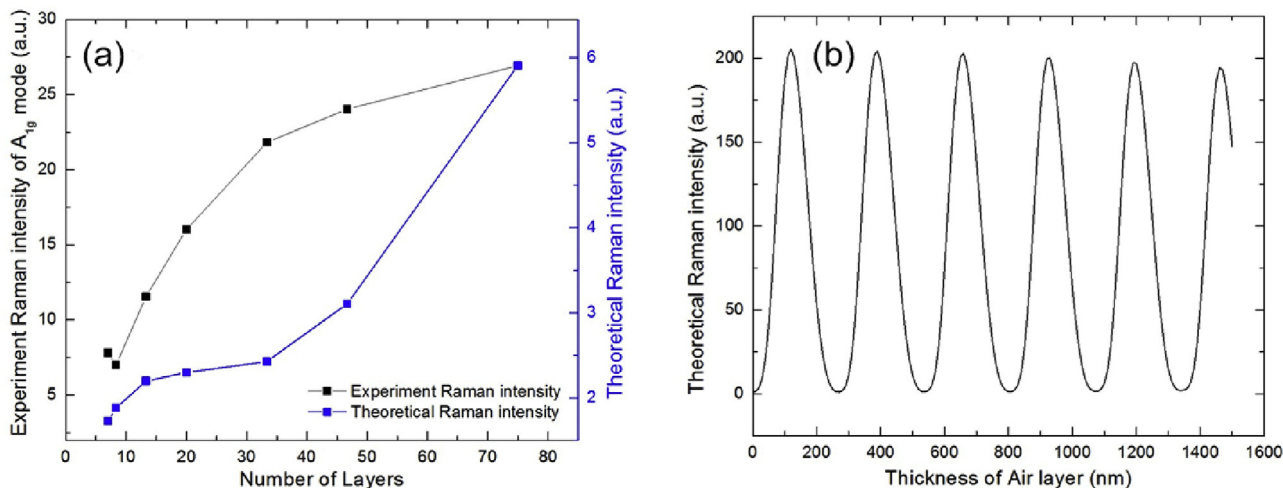 (a)
Experiment Raman intensity of A1g mode (a.u.)
30
25
20
15
10
5
6
5
4
3
2
Theoretical Raman intensity (a.u.)
Experiment Raman intensity
Theoretical Raman intensity
0 10 20 30 40 50 60 70 80
Number of Layers
(b)
Theoretical Raman intensity (a.u.)
200
150
100
50
0
0 200 400 600 800 1000 1200 1400 1600
Thickness of Air layer (nm)